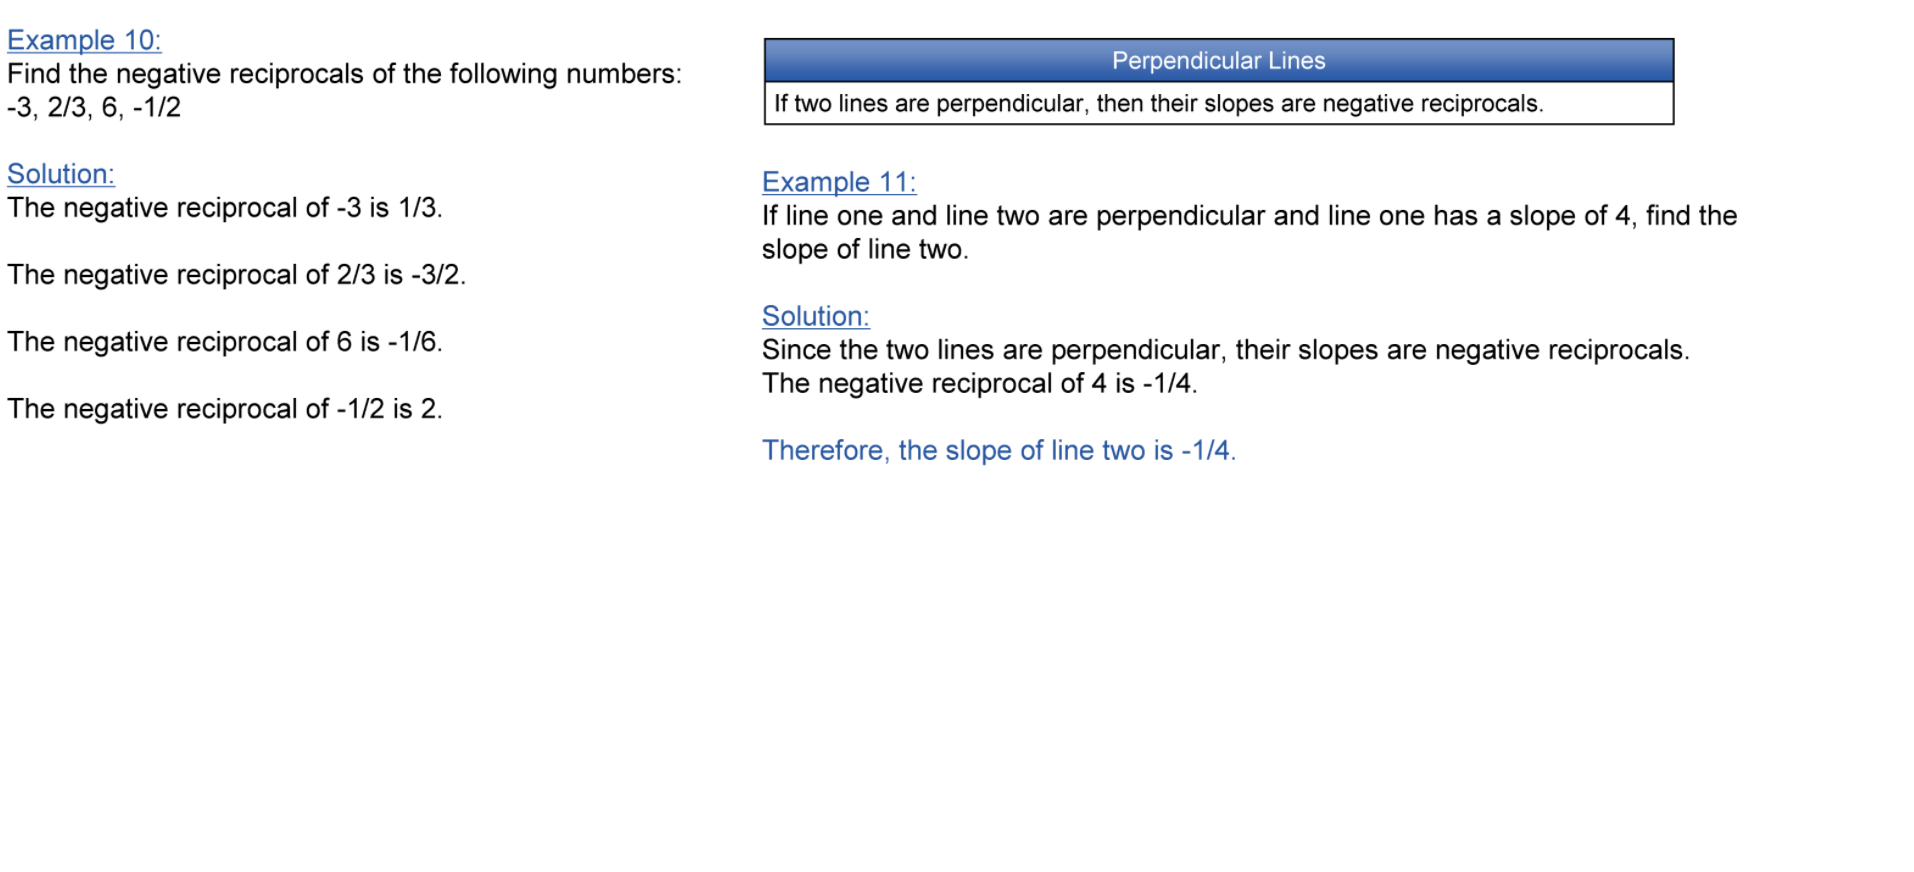 Example 10:
Find the negative reciprocals of the following numbers:
-3, 2/3, 6, -1/2
Solution:
The negative reciprocal of -3 is 1/3.
The negative reciprocal of 2/3 is -3/2.
The negative reciprocal of 6 is -1/6.
The negative reciprocal of -1/2 is 2.
Perpendicular Lines
If two lines are perpendicular, then their slopes are negative reciprocals.
Example 11:
If line one and line two are perpendicular and line one has a slope of 4, find the
slope of line two.
Solution:
Since the two lines are perpendicular, their slopes are negative reciprocals.
The negative reciprocal of 4 is -1/4.
Therefore, the slope of line two is -1/4.